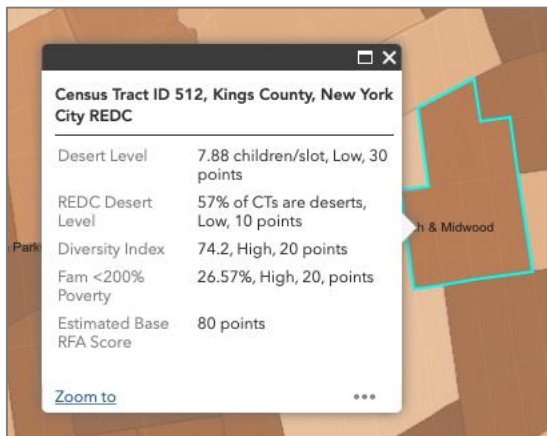 Census Tract ID 512, Kings County, New York
City REDC
Desert Level 7.88 children/slot, Low, 30
points
REDC Desert 57% of CTs are deserts,
Level Low, 10 points
Diversity Index 74.2, High, 20 points
Fam <200% 26.57%, High, 20, points
Poverty
Estimated Base 80 points
RFA Score
Zoom to
Park
h & Midwood